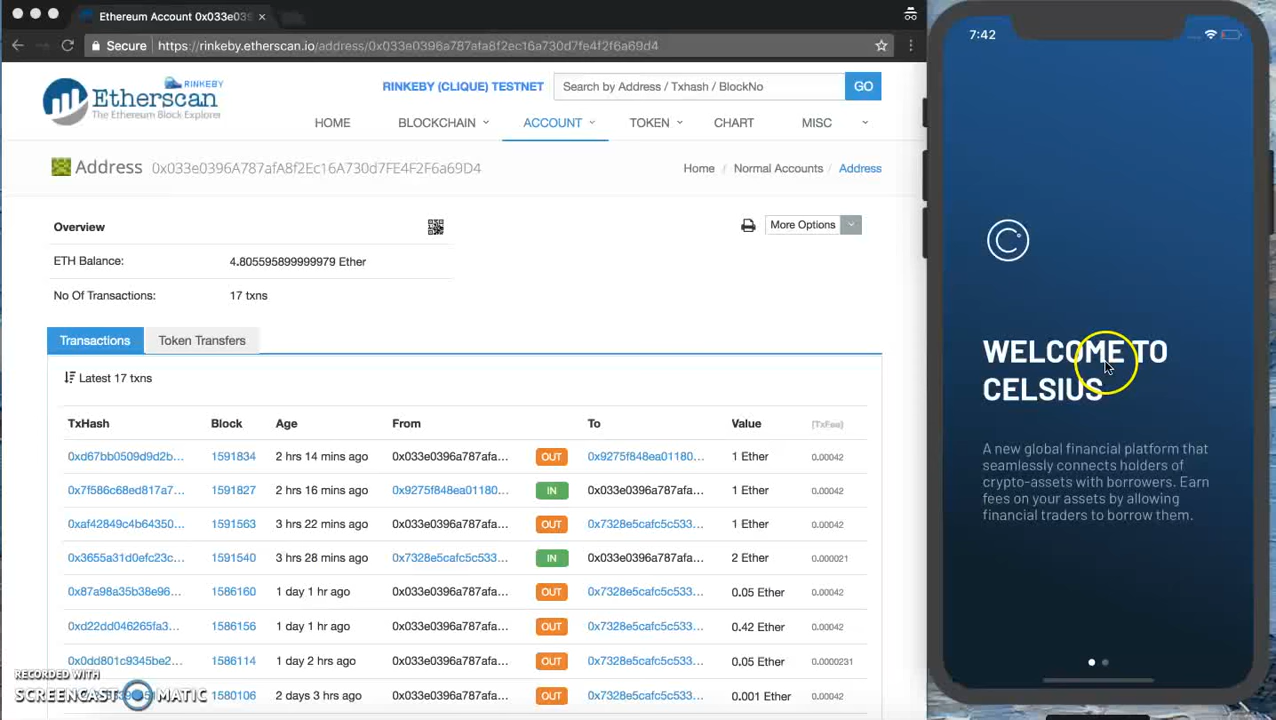 Ethereum Account 0x033e039
Secure https://rinkeby.etherscan.io/address/0x033e0396a787afa8f2ec16a730d7fe4f2f6a69d4
RINKEBY
Etherscan
The Ethereum Block Explorer
RINKEBY (CLIQUE) TESTNET
Search by Address / Txhash / BlockNo
GO
HOME BLOCKCHAIN ACCOUNT TOKEN CHART MISC
Address 0x033e0396A787afA8f2Ec16A730d7FE4F2F6a69D4
Home / Normal Accounts / Address
Overview
More Options
ETH Balance: 4.805595899999979 Ether
No Of Transactions: 17 txns
Transactions Token Transfers
Latest 17 txns
TxHash Block Age From To Value [TxFee]
0xd67bb0509d9d2b... 1591834 2 hrs 14 mins ago 0x033e0396a787afa... OUT 0x9275f848ea01180... 1 Ether 0.00042
0x7f586c68ed817a7... 1591827 2 hrs 16 mins ago 0x9275f848ea01180... IN 0x033e0396a787afa... 1 Ether 0.00042
0xaf42849c4b64350... 1591563 3 hrs 22 mins ago 0x033e0396a787afa... OUT 0x7328e5cafc5c533... 1 Ether 0.00042
0x3655a31d0efc23c... 1591540 3 hrs 28 mins ago 0x7328e5cafc5c533... IN 0x033e0396a787afa... 2 Ether 0.000021
0x87a98a35b38e96... 1586160 1 day 1 hr ago 0x033e0396a787afa... OUT 0x7328e5cafc5c533... 0.05 Ether 0.00042
0xd22dd046265fa3... 1586156 1 day 1 hr ago 0x033e0396a787afa... OUT 0x7328e5cafc5c533... 0.42 Ether 0.00042
0x0dd801c9345be2... 1586114 1 day 2 hrs ago 0x033e0396a787afa... OUT 0x7328e5cafc5c533... 0.05 Ether 0.0000231
1580106 2 days 3 hrs ago 0x033e0396a787afa... OUT 0x7328e5cafc5c533... 0.001 Ether 0.00042
RECORDED WITH
SCREENCAST MATIC
7:42
WELCOME TO
CELSIUS
A new global financial platform that
seamlessly connects holders of
crypto-assets with borrowers. Earn
fees on your assets by allowing
financial traders to borrow them.